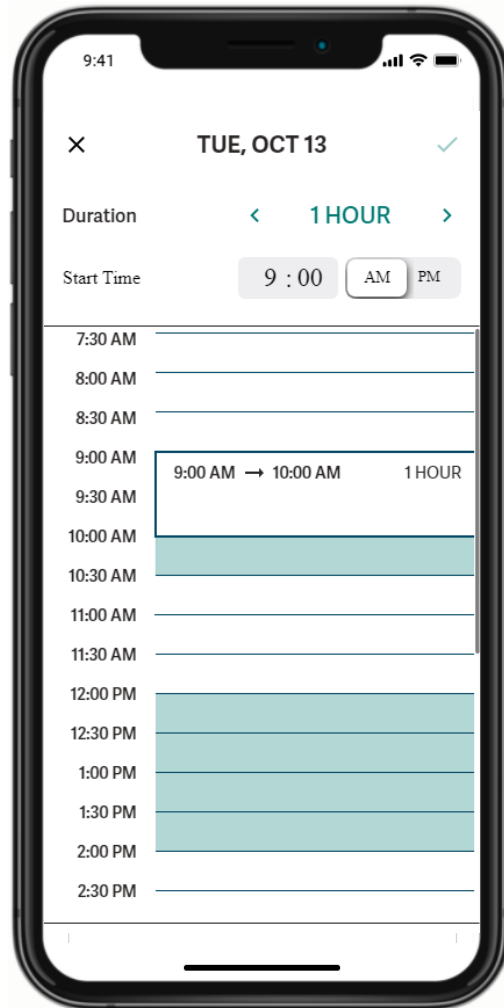 9:41
TUE, OCT 13
Duration 1 HOUR
Start Time 9 : 00 AM PM
7:30 AM
8:00 AM
8:30 AM
9:00 AM
9:00 AM → 10:00 AM 1 HOUR
9:30 AM
10:00 AM
10:30 AM
11:00 AM
11:30 AM
12:00 PM
12:30 PM
1:00 PM
1:30 PM
2:00 PM
2:30 PM